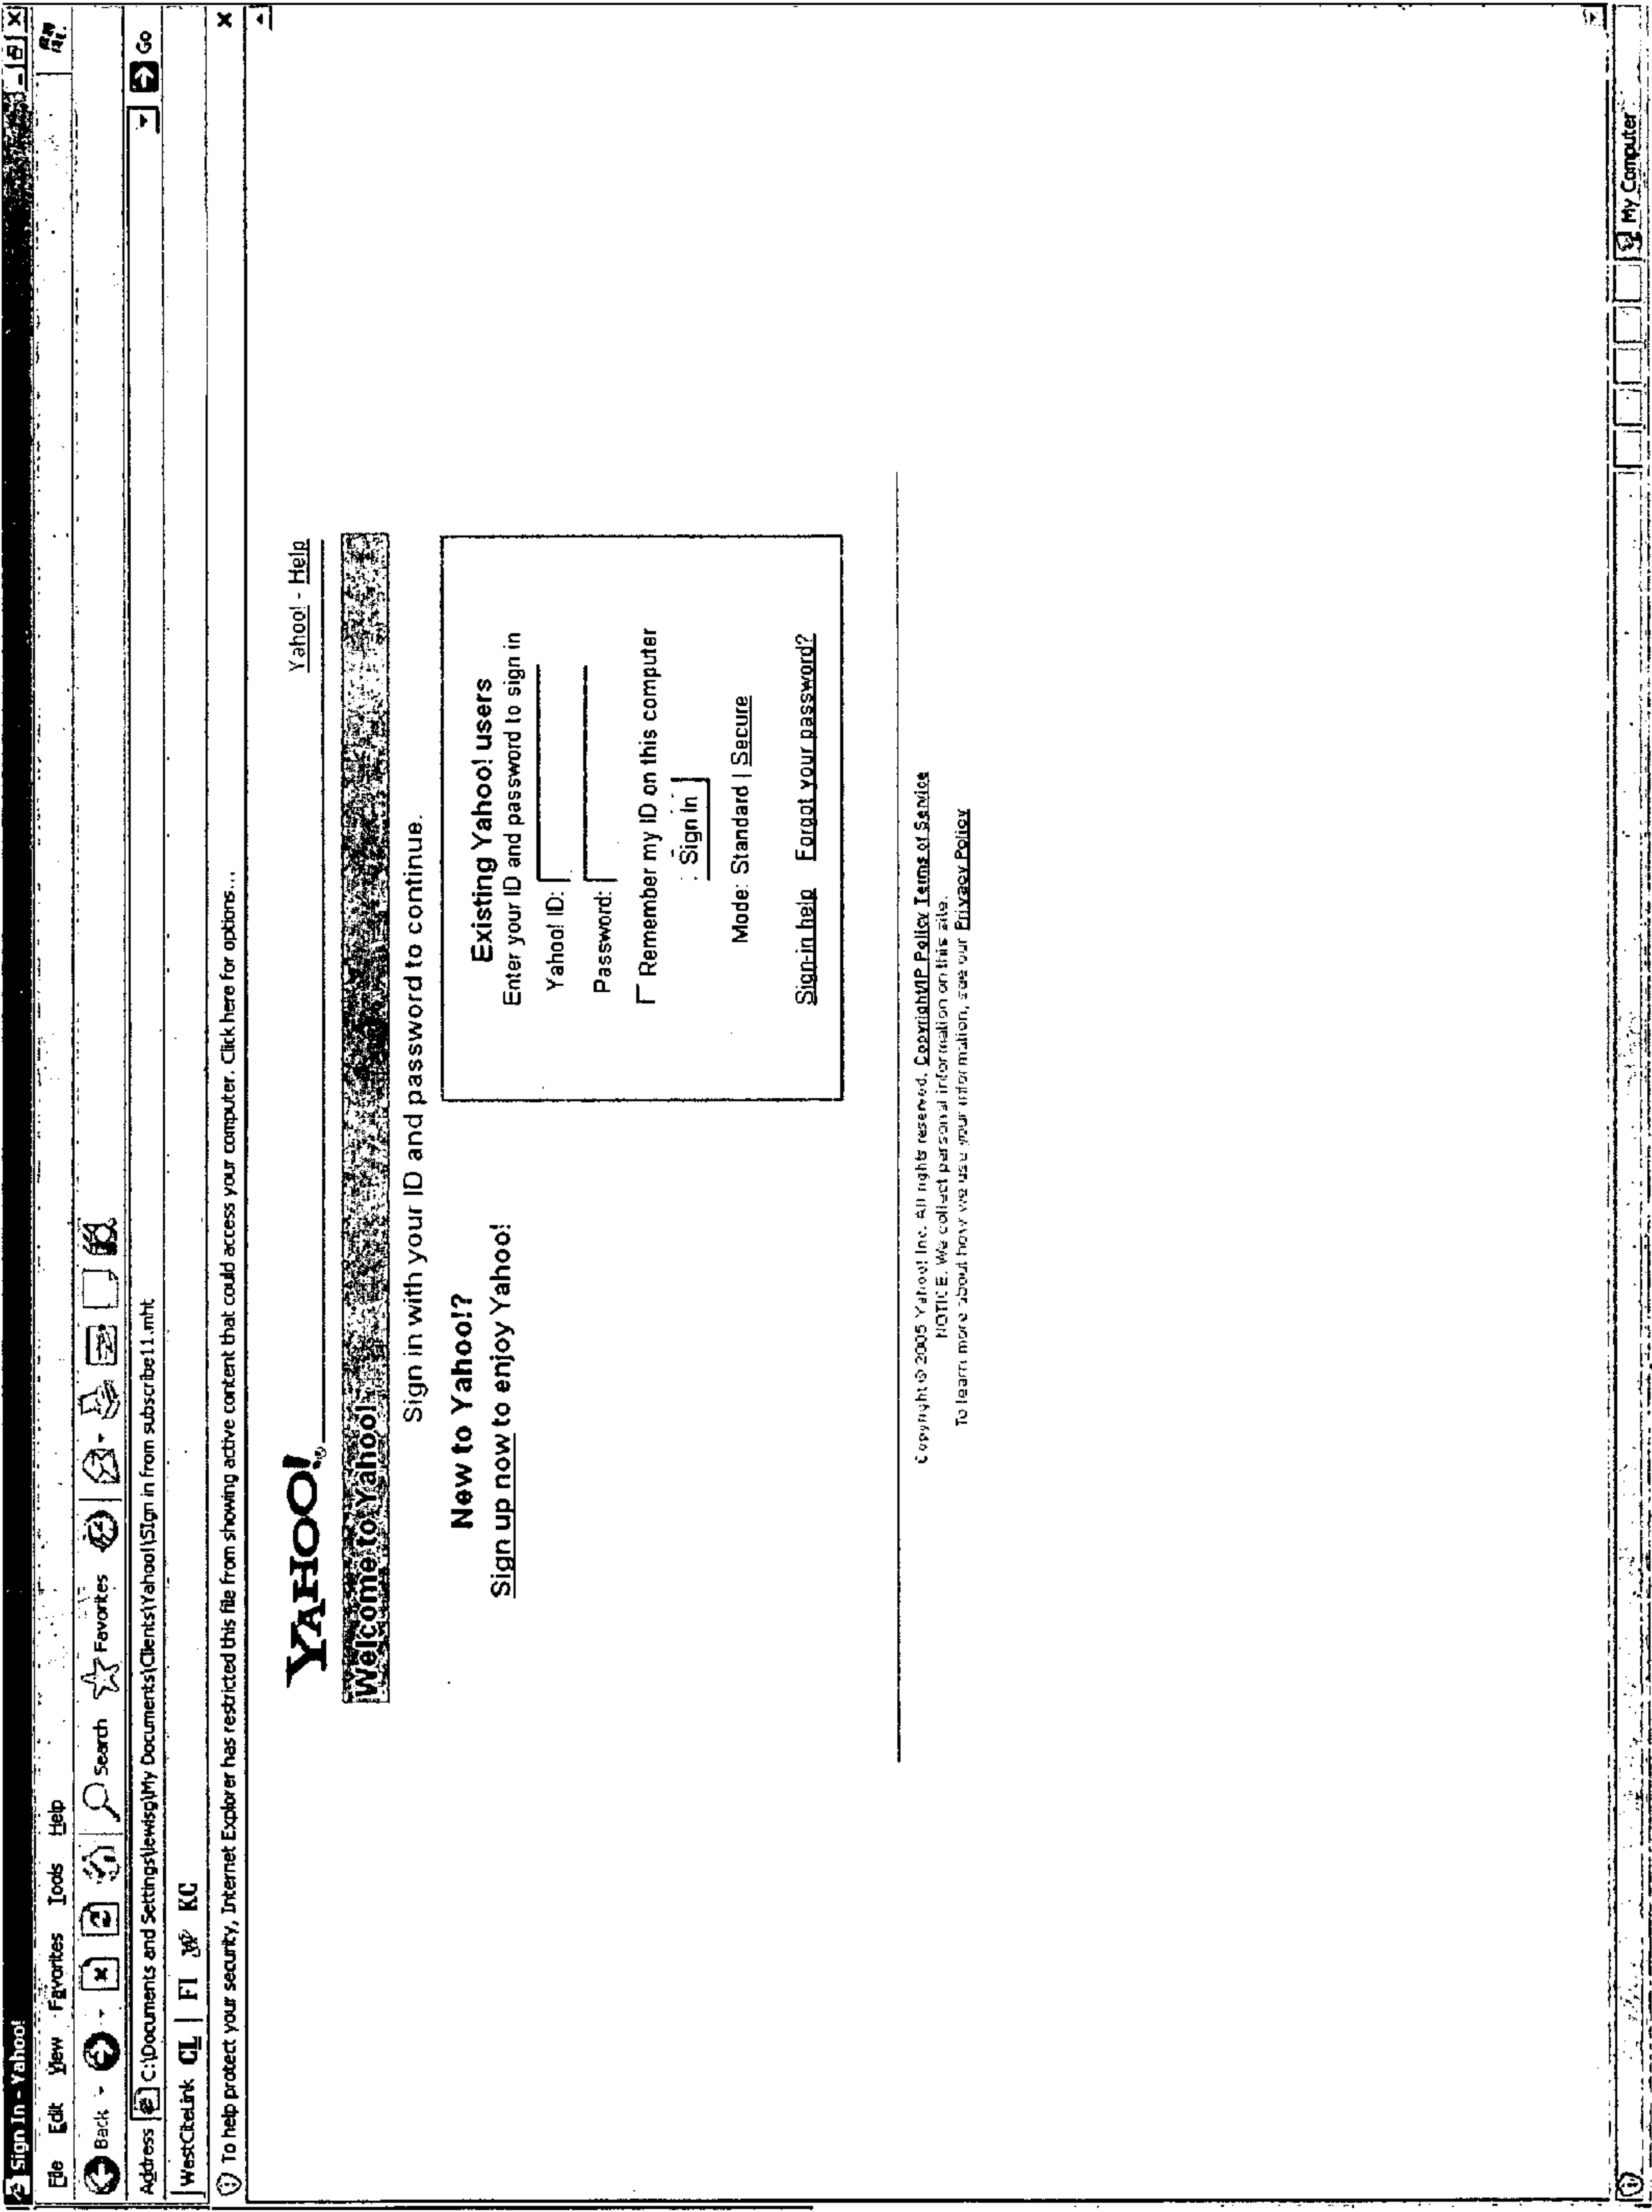 Sign In - Yahoo!
File Edit View Favorites Tools Help
Back Search Favorites
Address C:\Documents and Settings\lewisg\My Documents\Clients\Yahoo!\SIgn in from subscribe11.mht Go
WestCiteLink CL | FI W KC
To help protect your security, Internet Explorer has restricted this file from showing active content that could access your computer. Click here for options...
YAHOO!® Yahoo! - Help
Welcome to Yahoo!
Sign in with your ID and password to continue.
New to Yahoo!?
Sign up now to enjoy Yahoo!
Existing Yahoo! users
Enter your ID and password to sign in
Yahoo! ID:
Password:
Remember my ID on this computer
Sign In
Mode: Standard | Secure
Sign-in help Forgot your password?
Copyright © 2005 Yahoo! Inc. All rights reserved. Copyright/IP Policy Terms of Service
NOTICE: We collect personal information on this site.
To learn more about how we use your information, see our Privacy Policy
My Computer